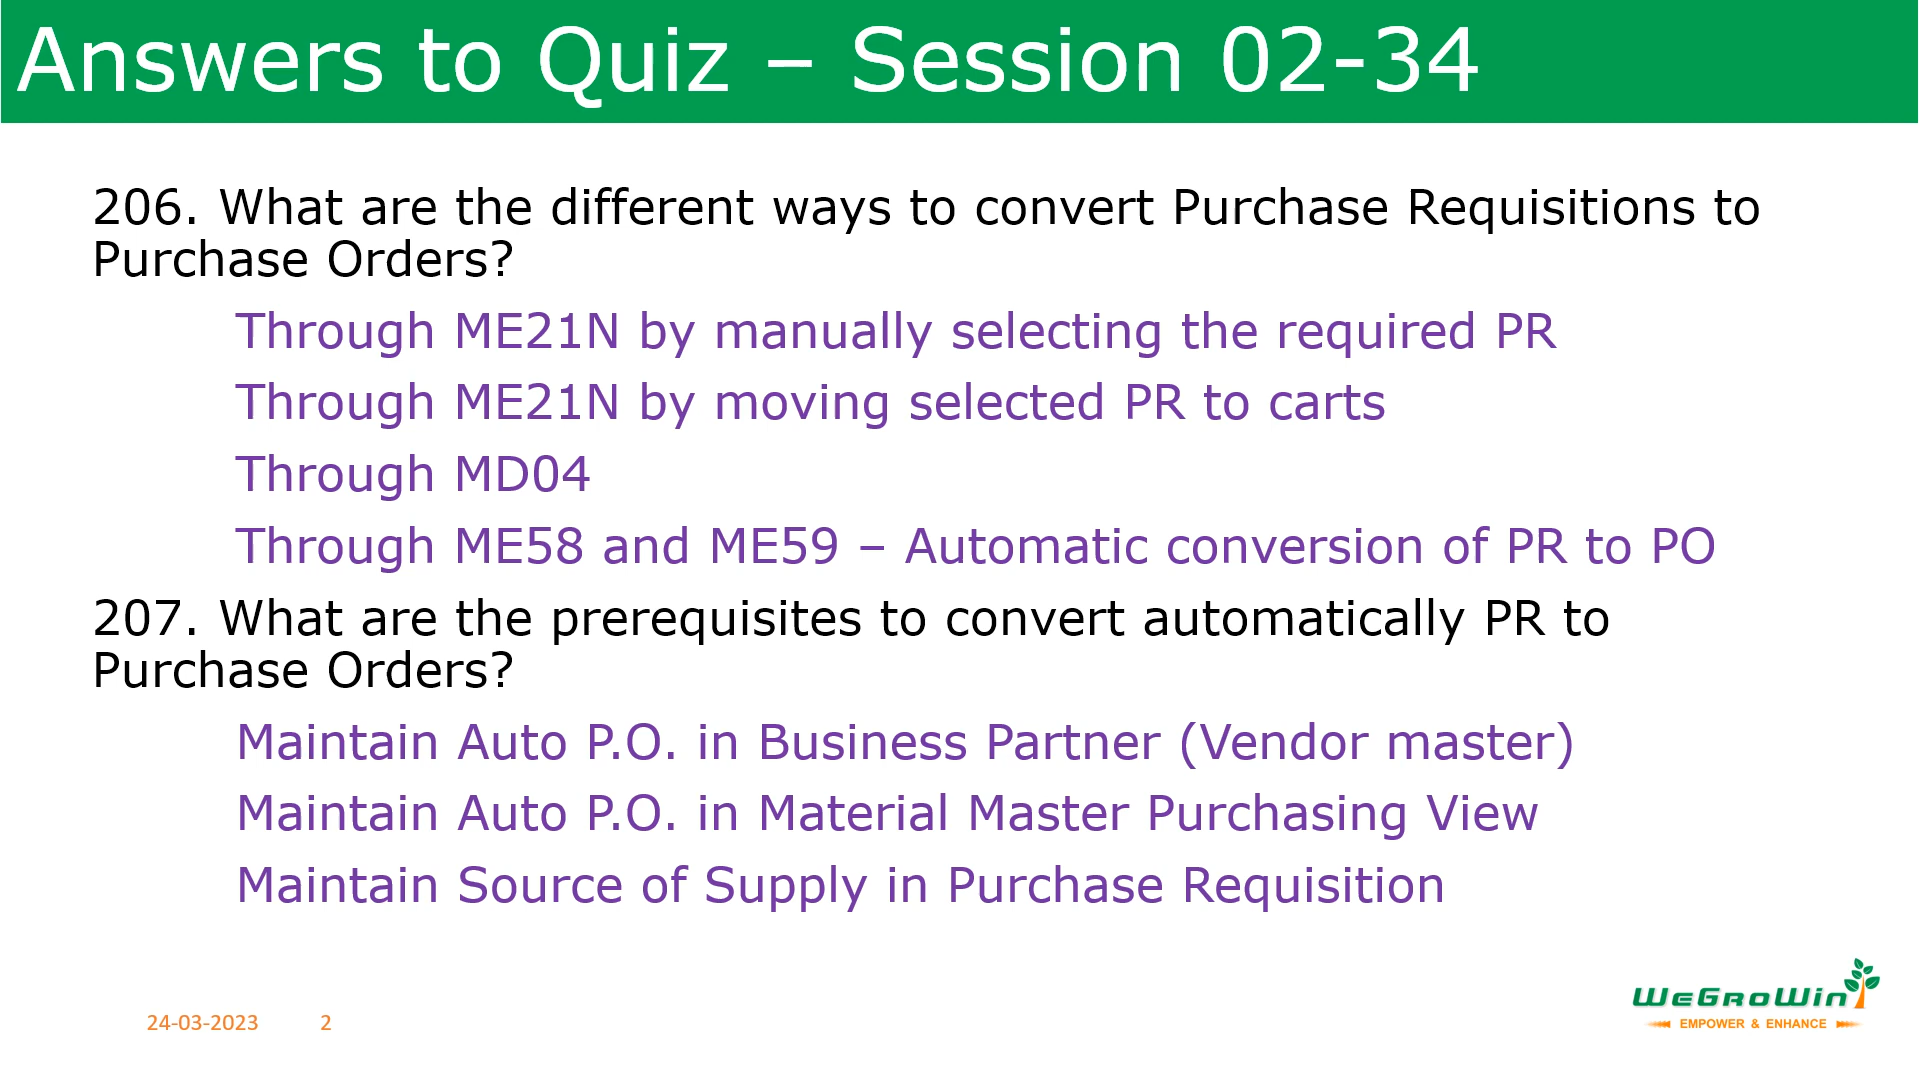 Answers to Quiz – Session 02-34
206. What are the different ways to convert Purchase Requisitions to
Purchase Orders?
Through ME21N by manually selecting the required PR
Through ME21N by moving selected PR to carts
Through MD04
Through ME58 and ME59 – Automatic conversion of PR to PO
207. What are the prerequisites to convert automatically PR to
Purchase Orders?
Maintain Auto P.O. in Business Partner (Vendor master)
Maintain Auto P.O. in Material Master Purchasing View
Maintain Source of Supply in Purchase Requisition
24-03-2023 2
WeGroWin
EMPOWER & ENHANCE